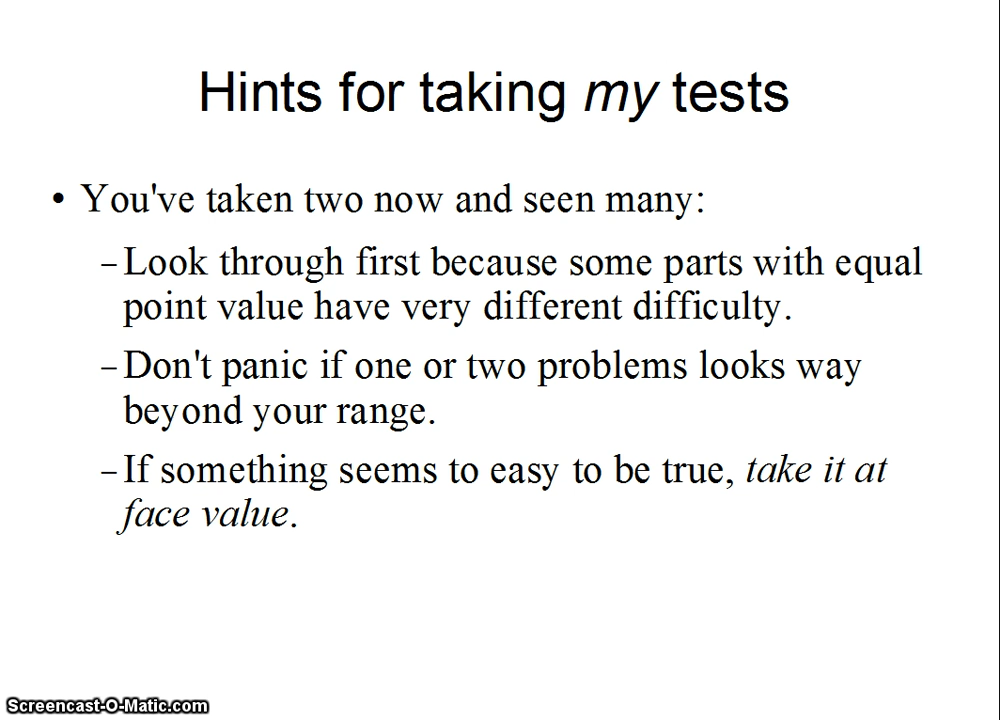 Hints for taking my tests
• You've taken two now and seen many:
– Look through first because some parts with equal
point value have very different difficulty.
– Don't panic if one or two problems looks way
beyond your range.
– If something seems to easy to be true, take it at
face value.
Screencast-O-Matic.com